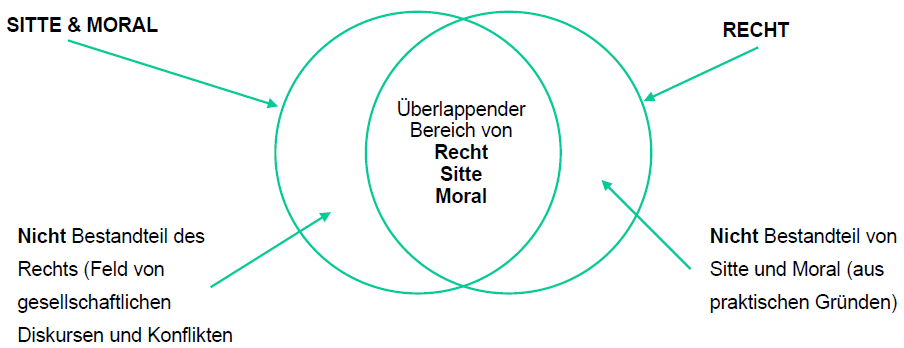 SITTE & MORAL
RECHT
Überlappender
Bereich von
Recht
Sitte
Moral
Nicht Bestandteil des
Rechts (Feld von
gesellschaftlichen
Diskursen und Konflikten
Nicht Bestandteil von
Sitte und Moral (aus
praktischen Gründen)